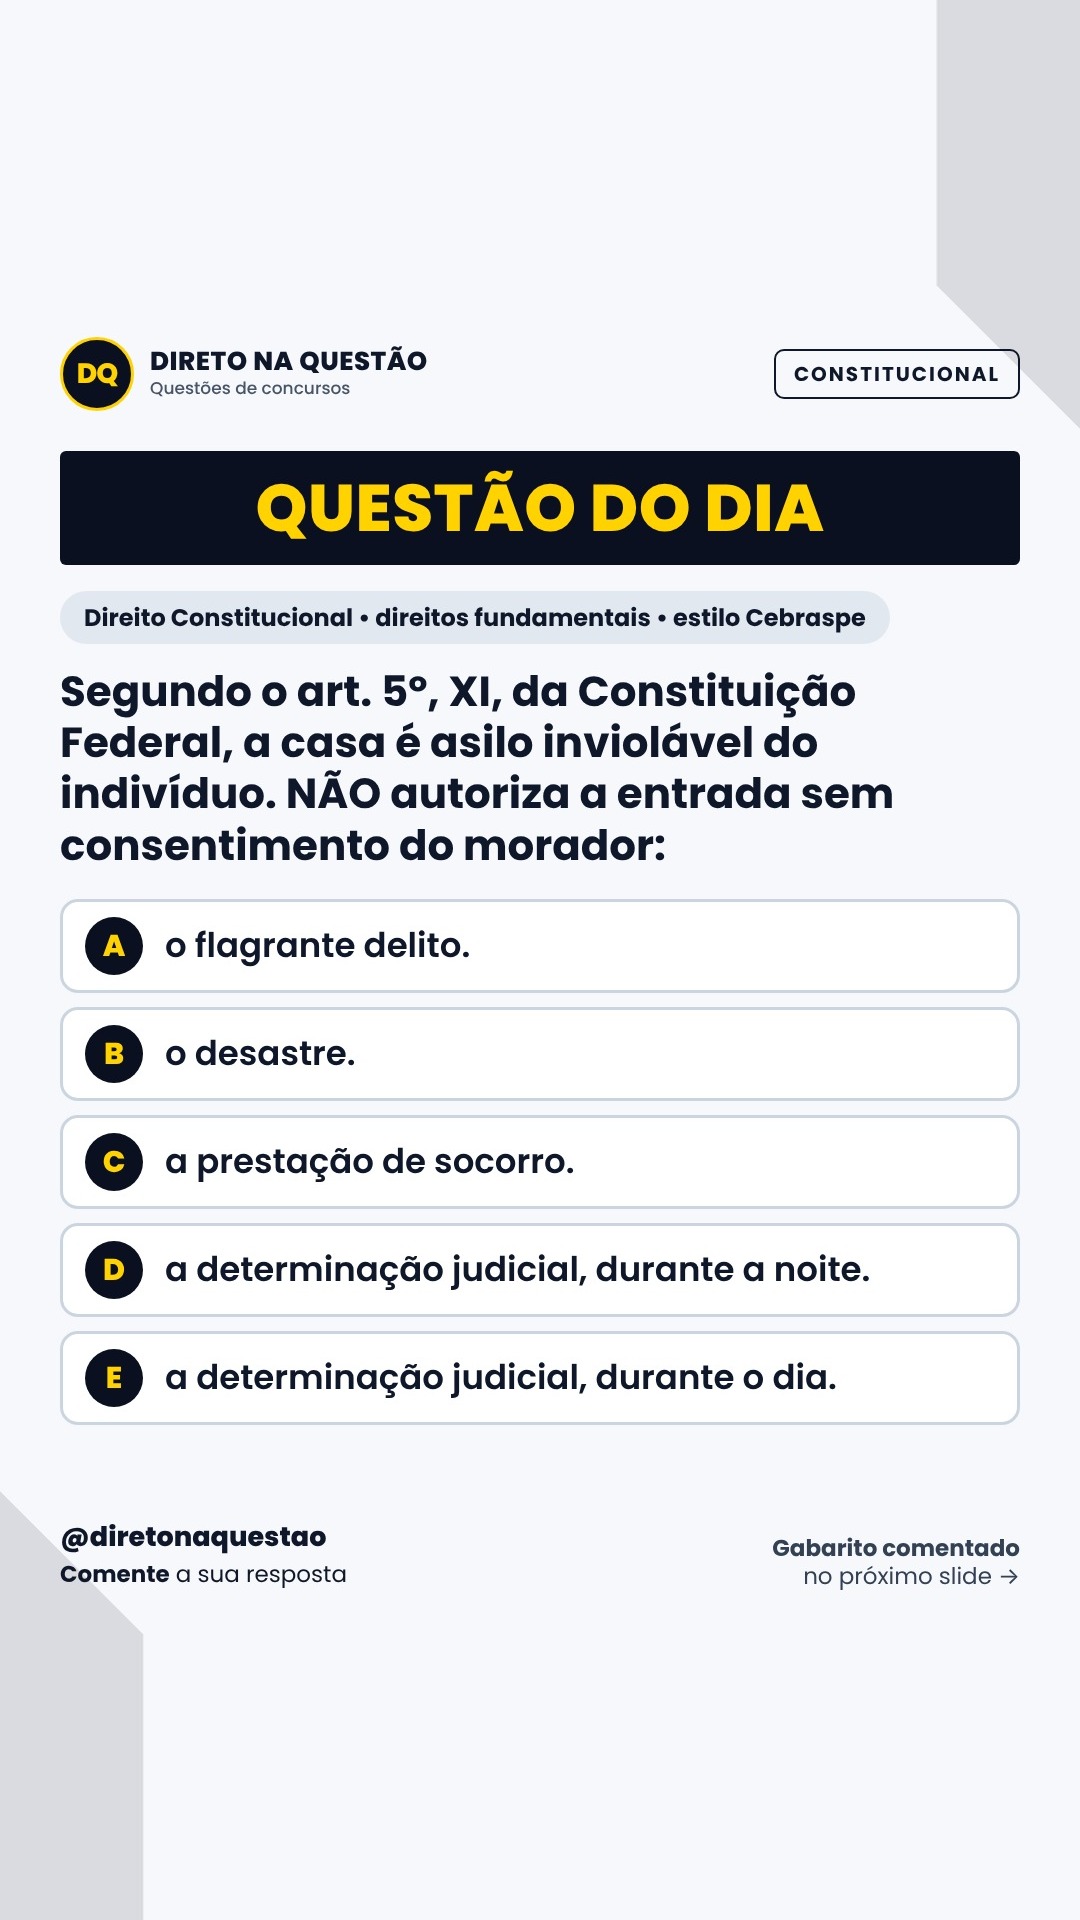 DQ
DIRETO NA QUESTÃO
Questões de concursos
CONSTITUCIONAL
QUESTÃO DO DIA
Direito Constitucional • direitos fundamentais • estilo Cebraspe
Segundo o art. 5º, XI, da Constituição
Federal, a casa é asilo inviolável do
indivíduo. NÃO autoriza a entrada sem
consentimento do morador:
A o flagrante delito.
B o desastre.
C a prestação de socorro.
D a determinação judicial, durante a noite.
E a determinação judicial, durante o dia.
@diretonaquestao
Comente a sua resposta
Gabarito comentado
no próximo slide →